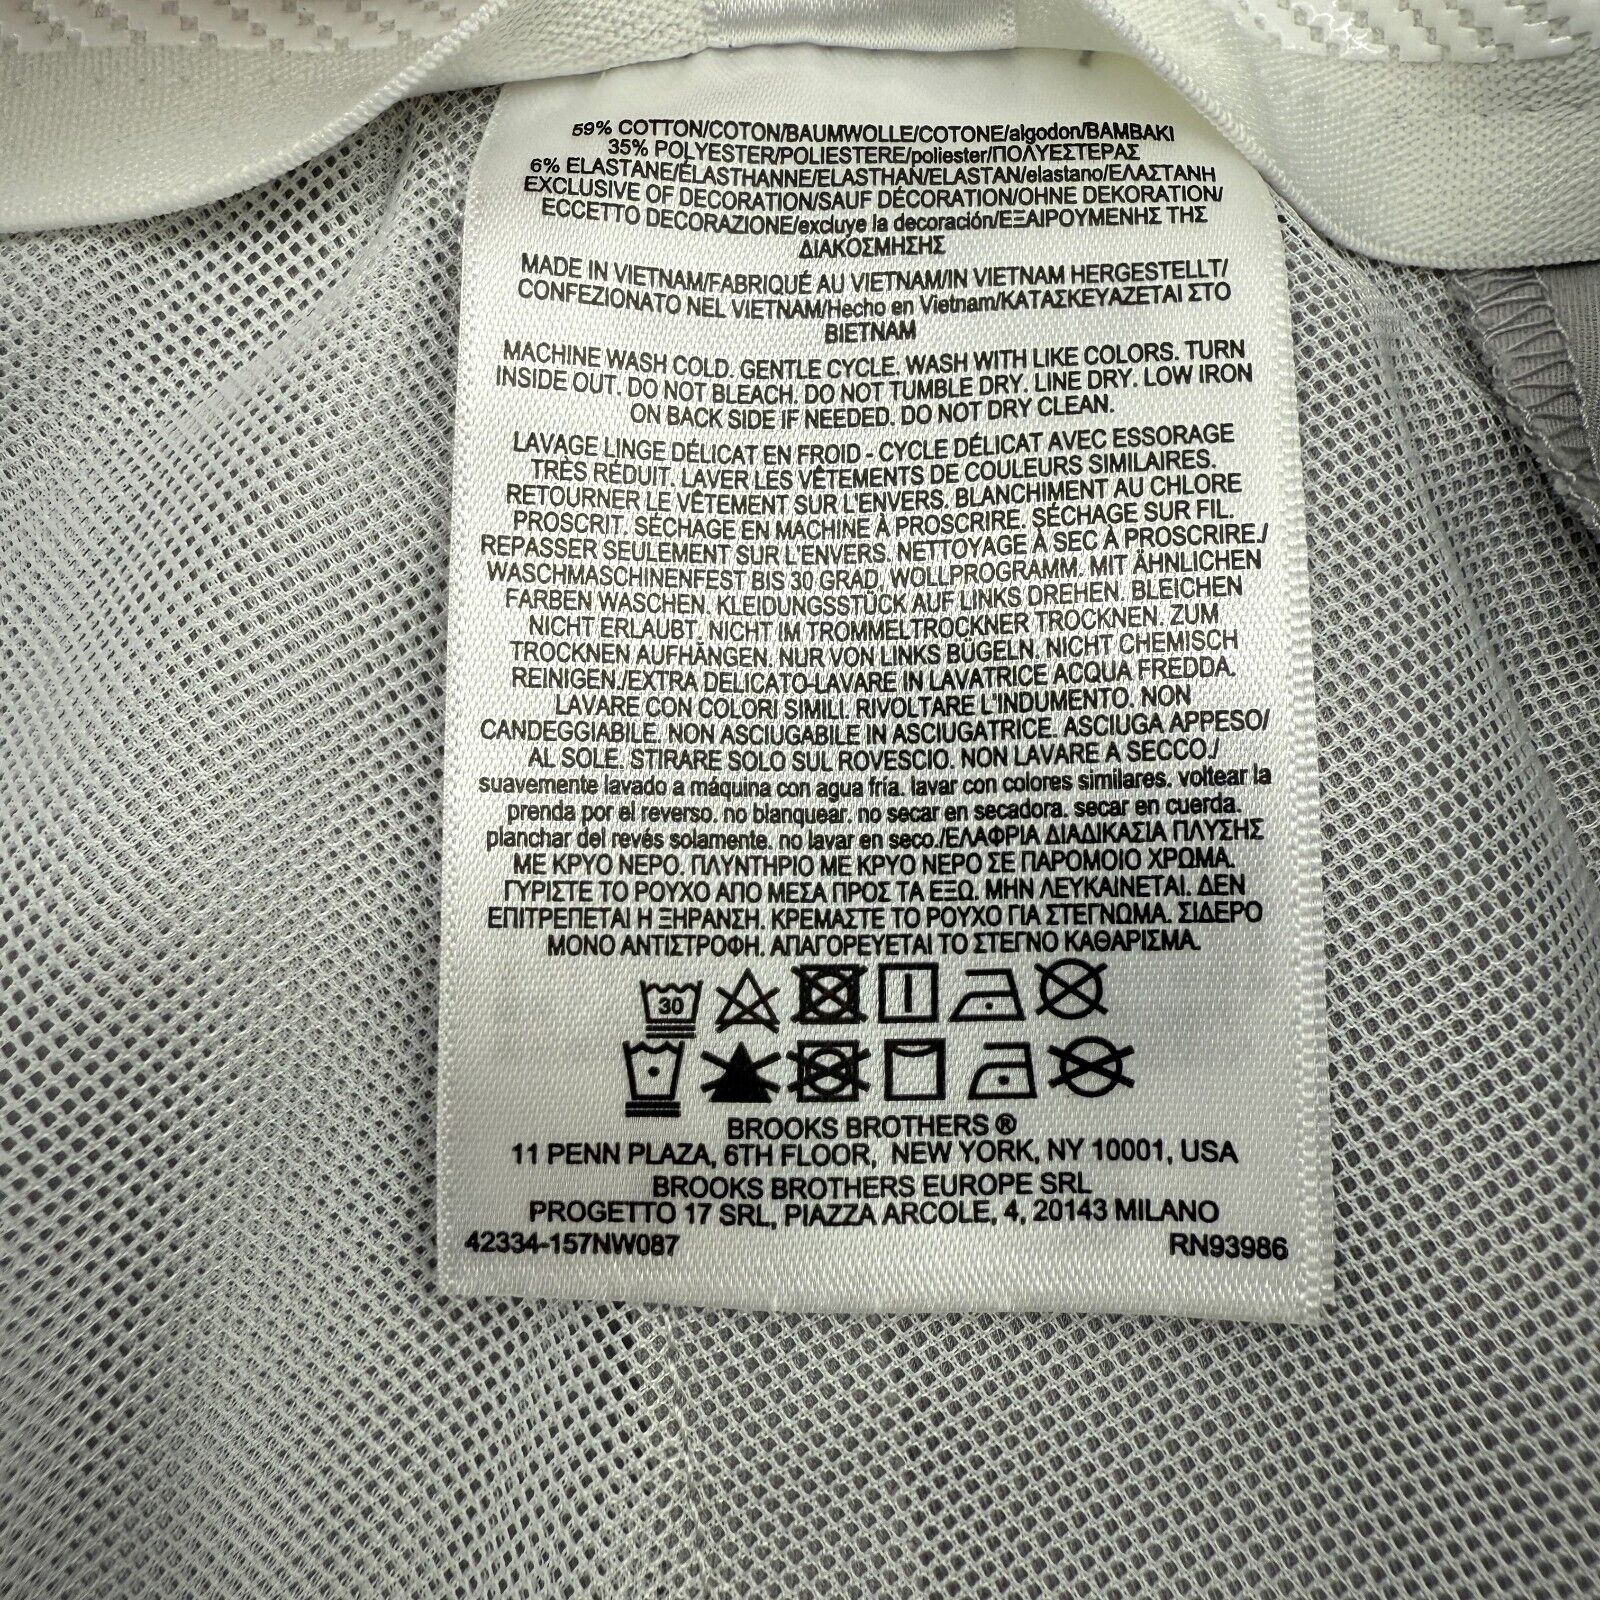 59% COTTON/COTON/BAUMWOLLE/COTONE/algodon/BAMBAKI
35% POLYESTER/POLIESTERE/poliester/ΠΟΛΥΕΣΤΕΡΑΣ
6% ELASTANE/ÉLASTHANNE/ELASTHAN/ELASTAN/elastano/ΕΛΑΣΤΑΝΗ
EXCLUSIVE OF DECORATION/SAUF DÉCORATION/OHNE DEKORATION/
ECCETTO DECORAZIONE/excluye la decoración/ΕΞΑΙΡΟΥΜΕΝΗΣ ΤΗΣ
ΔΙΑΚΟΣΜΗΣΗΣ
MADE IN VIETNAM/FABRIQUÉ AU VIETNAM/IN VIETNAM HERGESTELLT/
CONFEZIONATO NEL VIETNAM/Hecho en Vietnam/ΚΑΤΑΣΚΕΥΑΖΕΤΑΙ ΣΤΟ
ΒΙΕΤΝΑΜ
MACHINE WASH COLD. GENTLE CYCLE. WASH WITH LIKE COLORS. TURN
INSIDE OUT. DO NOT BLEACH. DO NOT TUMBLE DRY. LINE DRY. LOW IRON
ON BACK SIDE IF NEEDED. DO NOT DRY CLEAN.
LAVAGE LINGE DÉLICAT EN FROID - CYCLE DÉLICAT AVEC ESSORAGE
TRÈS RÉDUIT. LAVER LES VÊTEMENTS DE COULEURS SIMILAIRES.
RETOURNER LE VÊTEMENT SUR L'ENVERS. BLANCHIMENT AU CHLORE
PROSCRIT. SÉCHAGE EN MACHINE À PROSCRIRE. SÉCHAGE SUR FIL.
REPASSER SEULEMENT SUR L'ENVERS. NETTOYAGE À SEC À PROSCRIRE./
WASCHMASCHINENFEST BIS 30 GRAD. WOLLPROGRAMM. MIT ÄHNLICHEN
FARBEN WASCHEN. KLEIDUNGSSTÜCK AUF LINKS DREHEN. BLEICHEN
NICHT ERLAUBT. NICHT IM TROMMELTROCKNER TROCKNEN. ZUM
TROCKNEN AUFHÄNGEN. NUR VON LINKS BÜGELN. NICHT CHEMISCH
REINIGEN./EXTRA DELICATO-LAVARE IN LAVATRICE ACQUA FREDDA.
LAVARE CON COLORI SIMILI. RIVOLTARE L'INDUMENTO. NON
CANDEGGIABILE. NON ASCIUGABILE IN ASCIUGATRICE. ASCIUGA APPESO/
AL SOLE. STIRARE SOLO SUL ROVESCIO. NON LAVARE A SECCO./
suavemente lavado a máquina con agua fría. lavar con colores similares. voltear la
prenda por el reverso. no blanquear. no secar en secadora. secar en cuerda.
planchar del revés solamente. no lavar en seco./ΕΛΑΦΡΙΑ ΔΙΑΔΙΚΑΣΙΑ ΠΛΥΣΗΣ
ΜΕ ΚΡΥΟ ΝΕΡΟ. ΠΛΥΝΤΗΡΙΟ ΜΕ ΚΡΥΟ ΝΕΡΟ ΣΕ ΠΑΡΟΜΟΙΟ ΧΡΩΜΑ.
ΓΥΡΙΣΤΕ ΤΟ ΡΟΥΧΟ ΑΠΟ ΜΕΣΑ ΠΡΟΣ ΤΑ ΕΞΩ. ΜΗΝ ΛΕΥΚΑΙΝΕΤΑΙ. ΔΕΝ
ΕΠΙΤΡΕΠΕΤΑΙ Η ΞΗΡΑΝΣΗ. ΚΡΕΜΑΣΤΕ ΤΟ ΡΟΥΧΟ ΓΙΑ ΣΤΕΓΝΩΜΑ. ΣΙΔΕΡΟ
ΜΟΝΟ ΑΝΤΙΣΤΡΟΦΗ. ΑΠΑΓΟΡΕΥΕΤΑΙ ΤΟ ΣΤΕΓΝΟ ΚΑΘΑΡΙΣΜΑ.
30
BROOKS BROTHERS ®
11 PENN PLAZA, 6TH FLOOR, NEW YORK, NY 10001, USA
BROOKS BROTHERS EUROPE SRL
PROGETTO 17 SRL, PIAZZA ARCOLE, 4, 20143 MILANO
42334-157NW087 RN93986